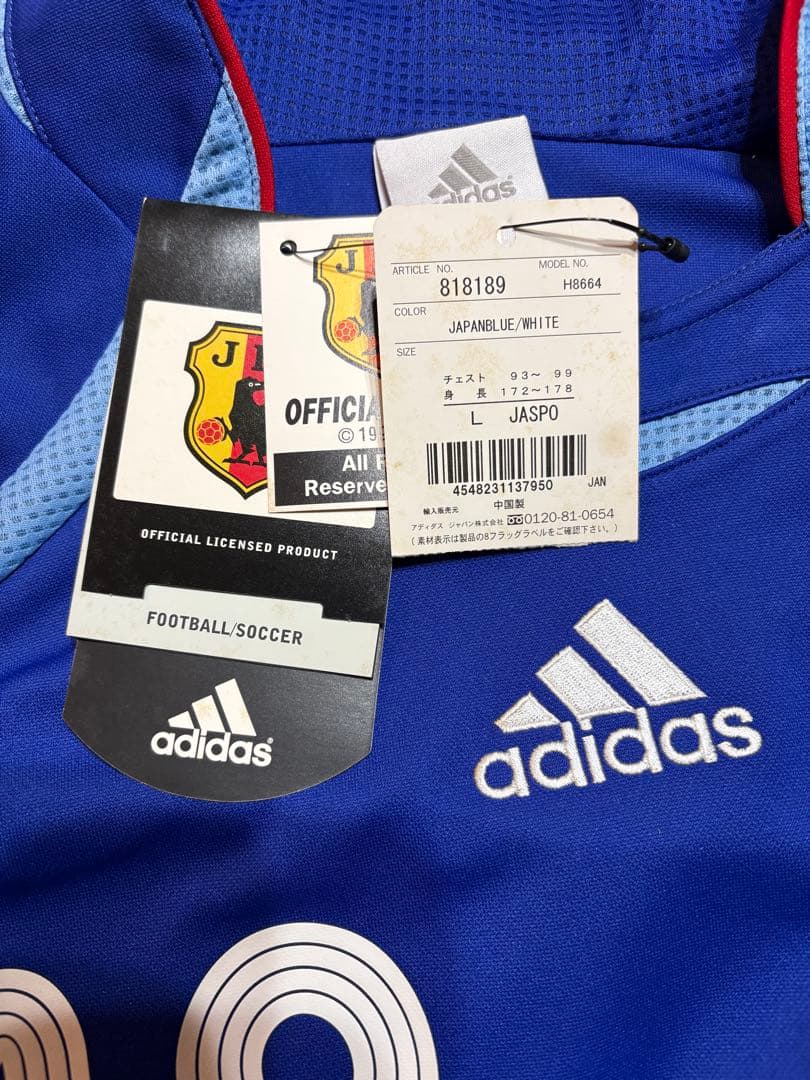 adidas
ARTICLE NO. MODEL NO.
818189 H8664
COLOR
JAPANBLUE/WHITE
SIZE
チェスト 93～ 99
身 長 172～178
L JASPO
4548231137950 JAN
中国製
輸入販売元
アディダス ジャパン株式会社 0120-81-0654
(素材表示は製品の8フラッグラベルをご確認下さい。)
J
OFFICIA
© 19
All
Reserve
J
OFFICIAL LICENSED PRODUCT
FOOTBALL/SOCCER
adidas
adidas